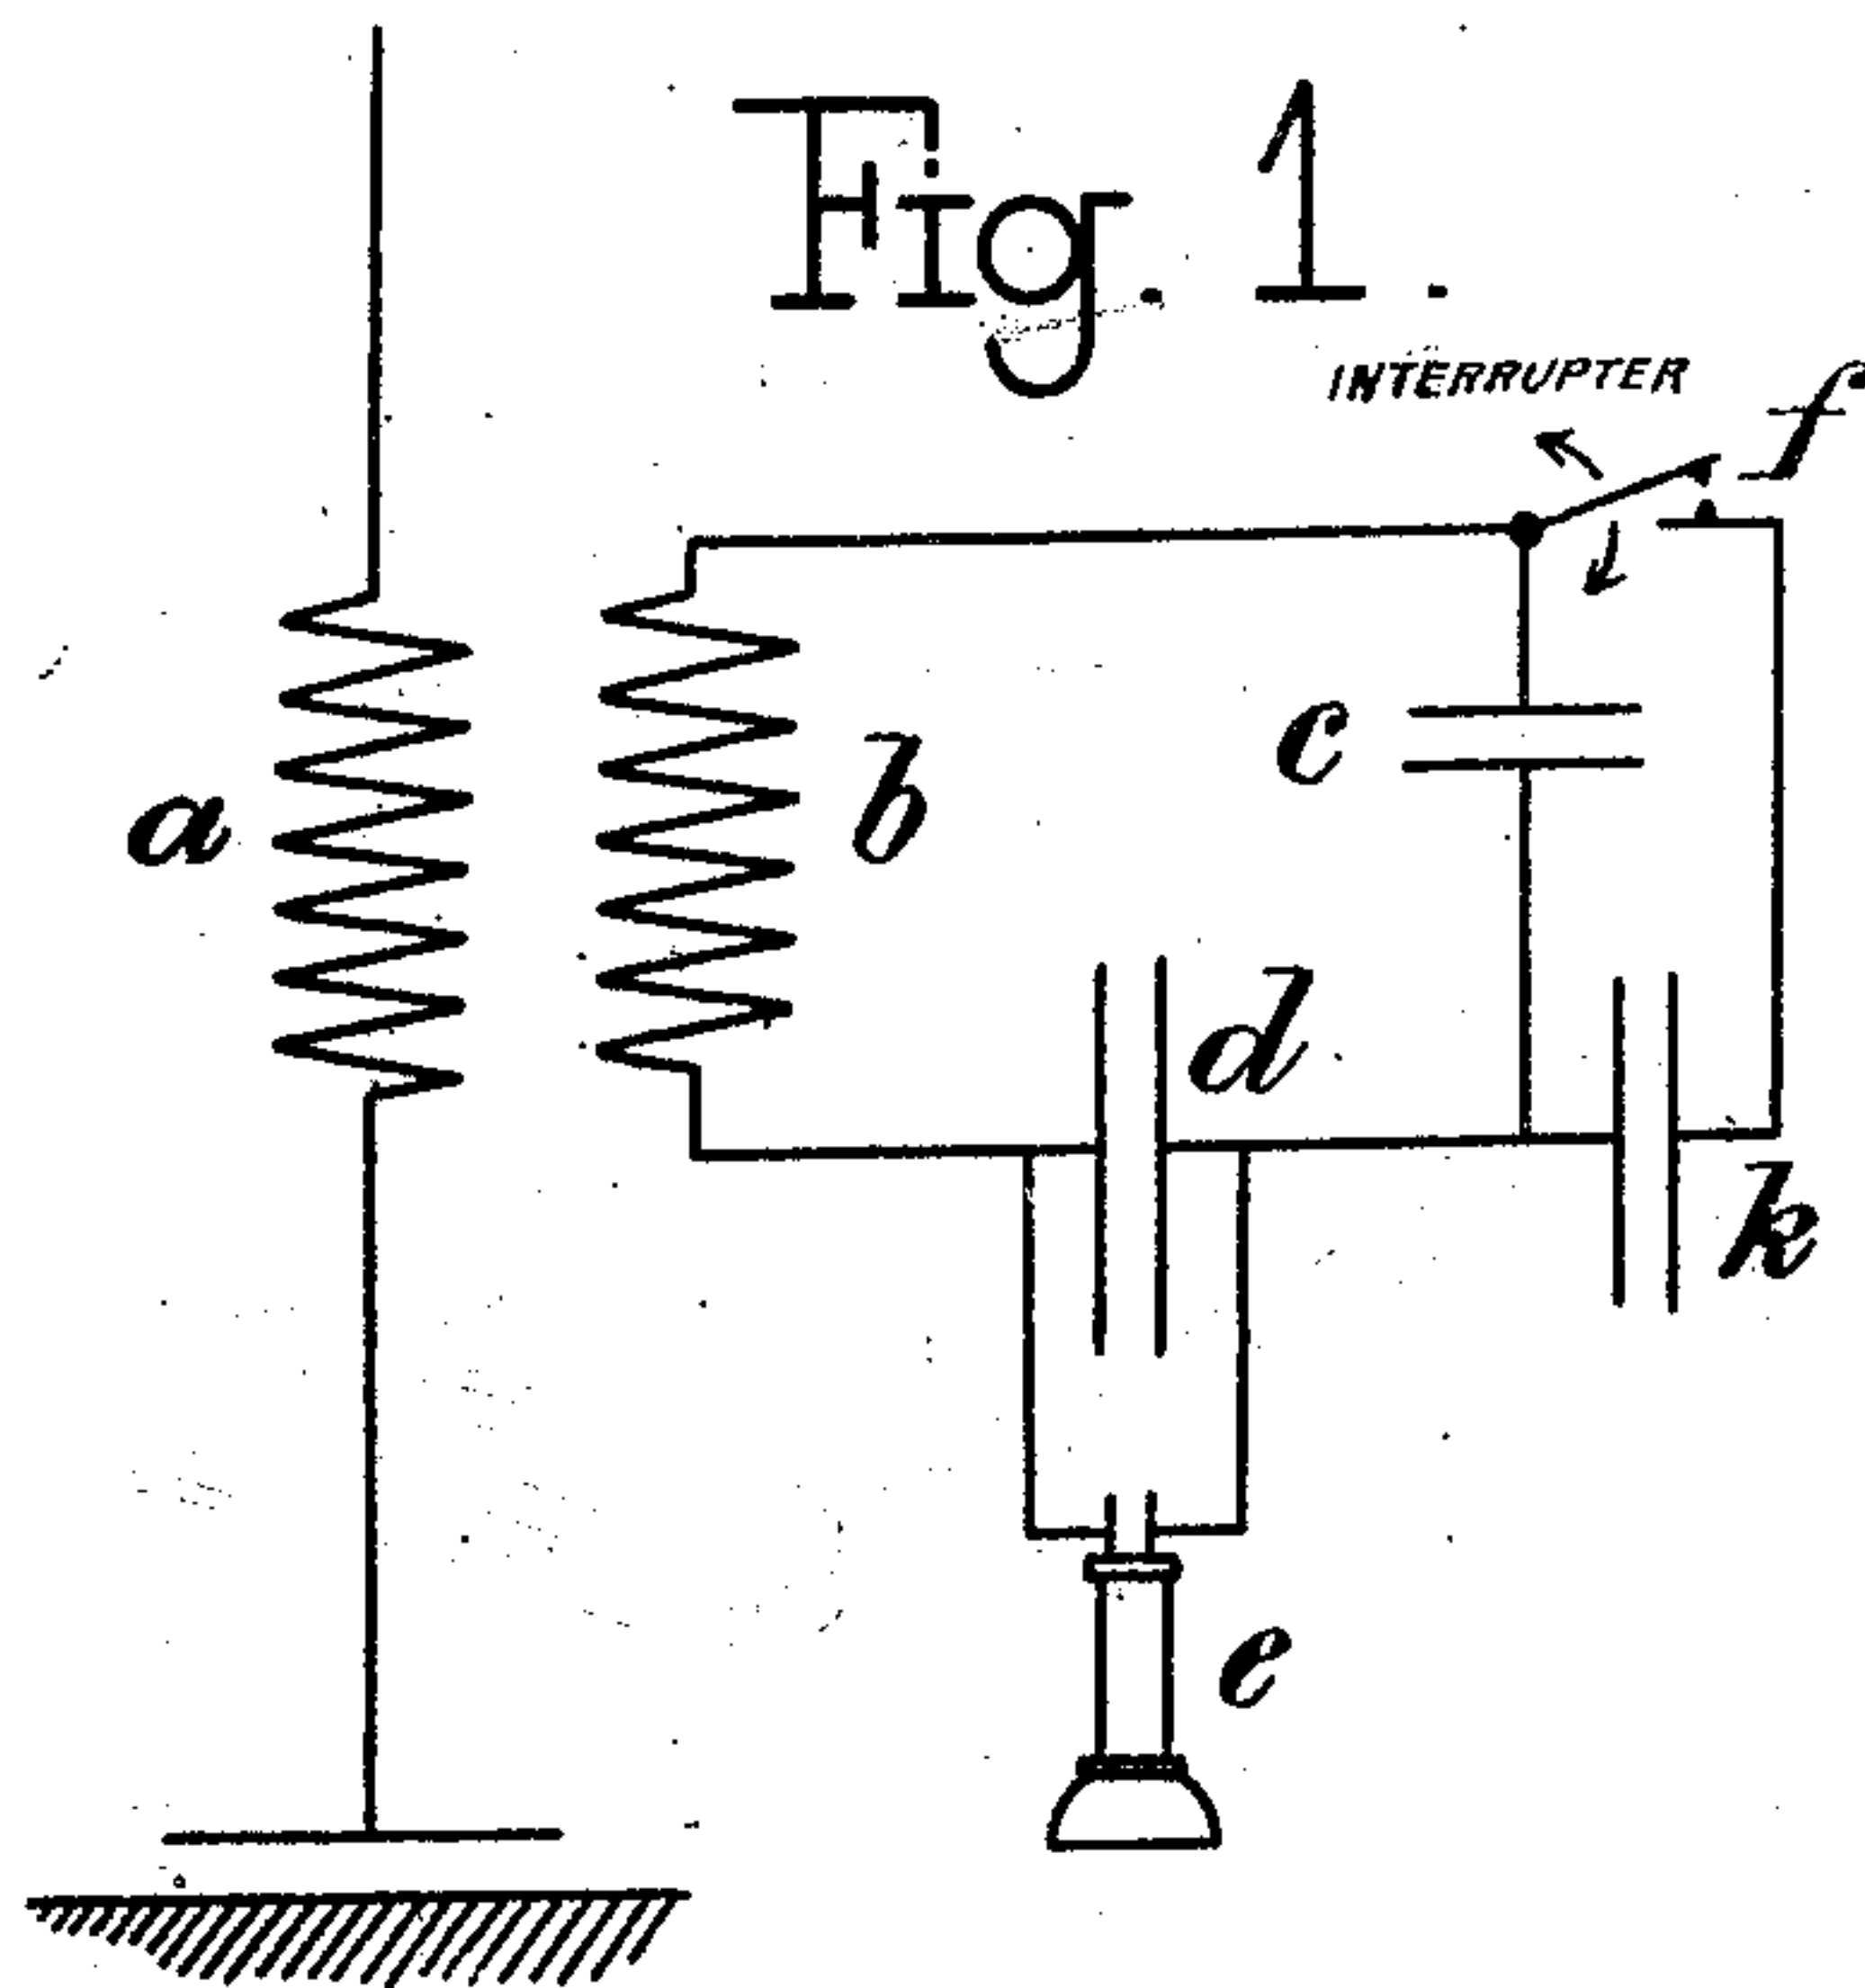 Fig. 1.
INTERRUPTER
f
c
b
a
d
k
e